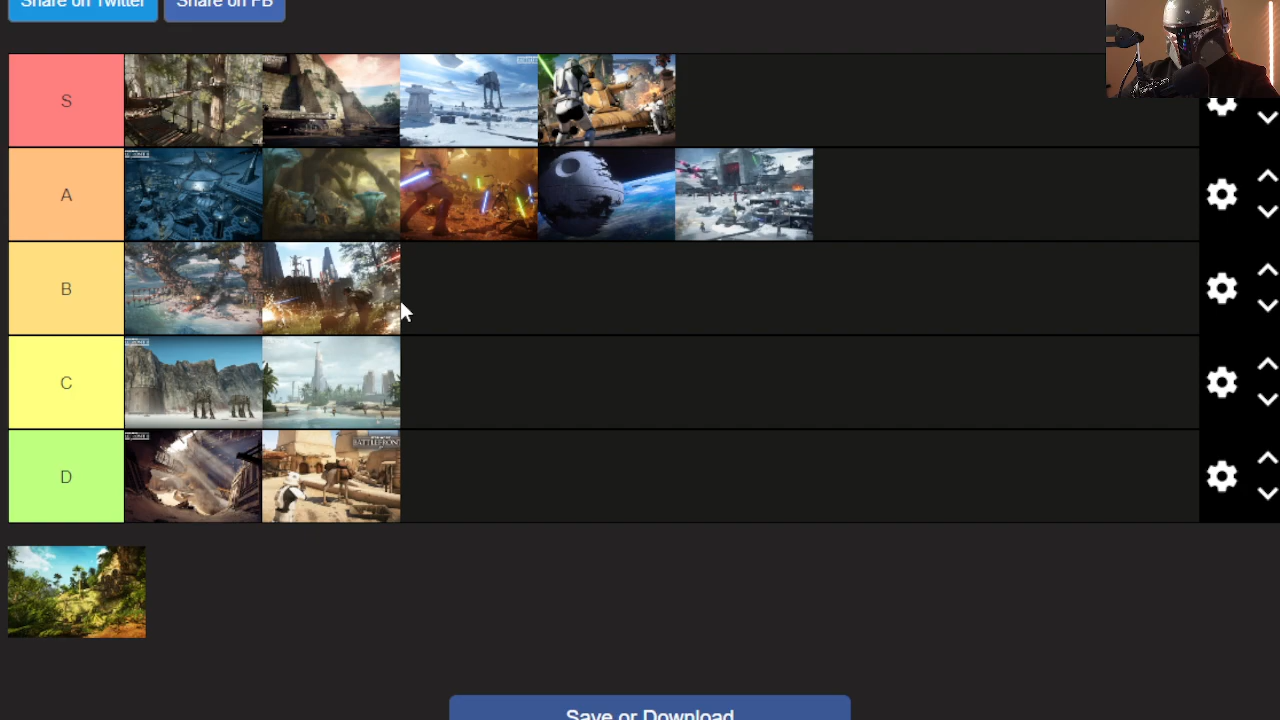 Share on Twitter
Share on FB
S
A
B
C
D
BATTLEFRONT
Save or Download